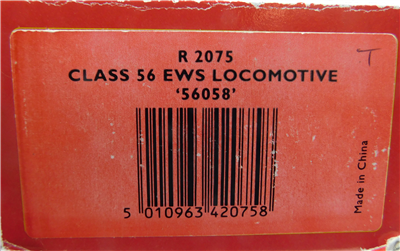 R 2075
T
CLASS 56 EWS LOCOMOTIVE
‘56058’
5 010963 420758
Made in China